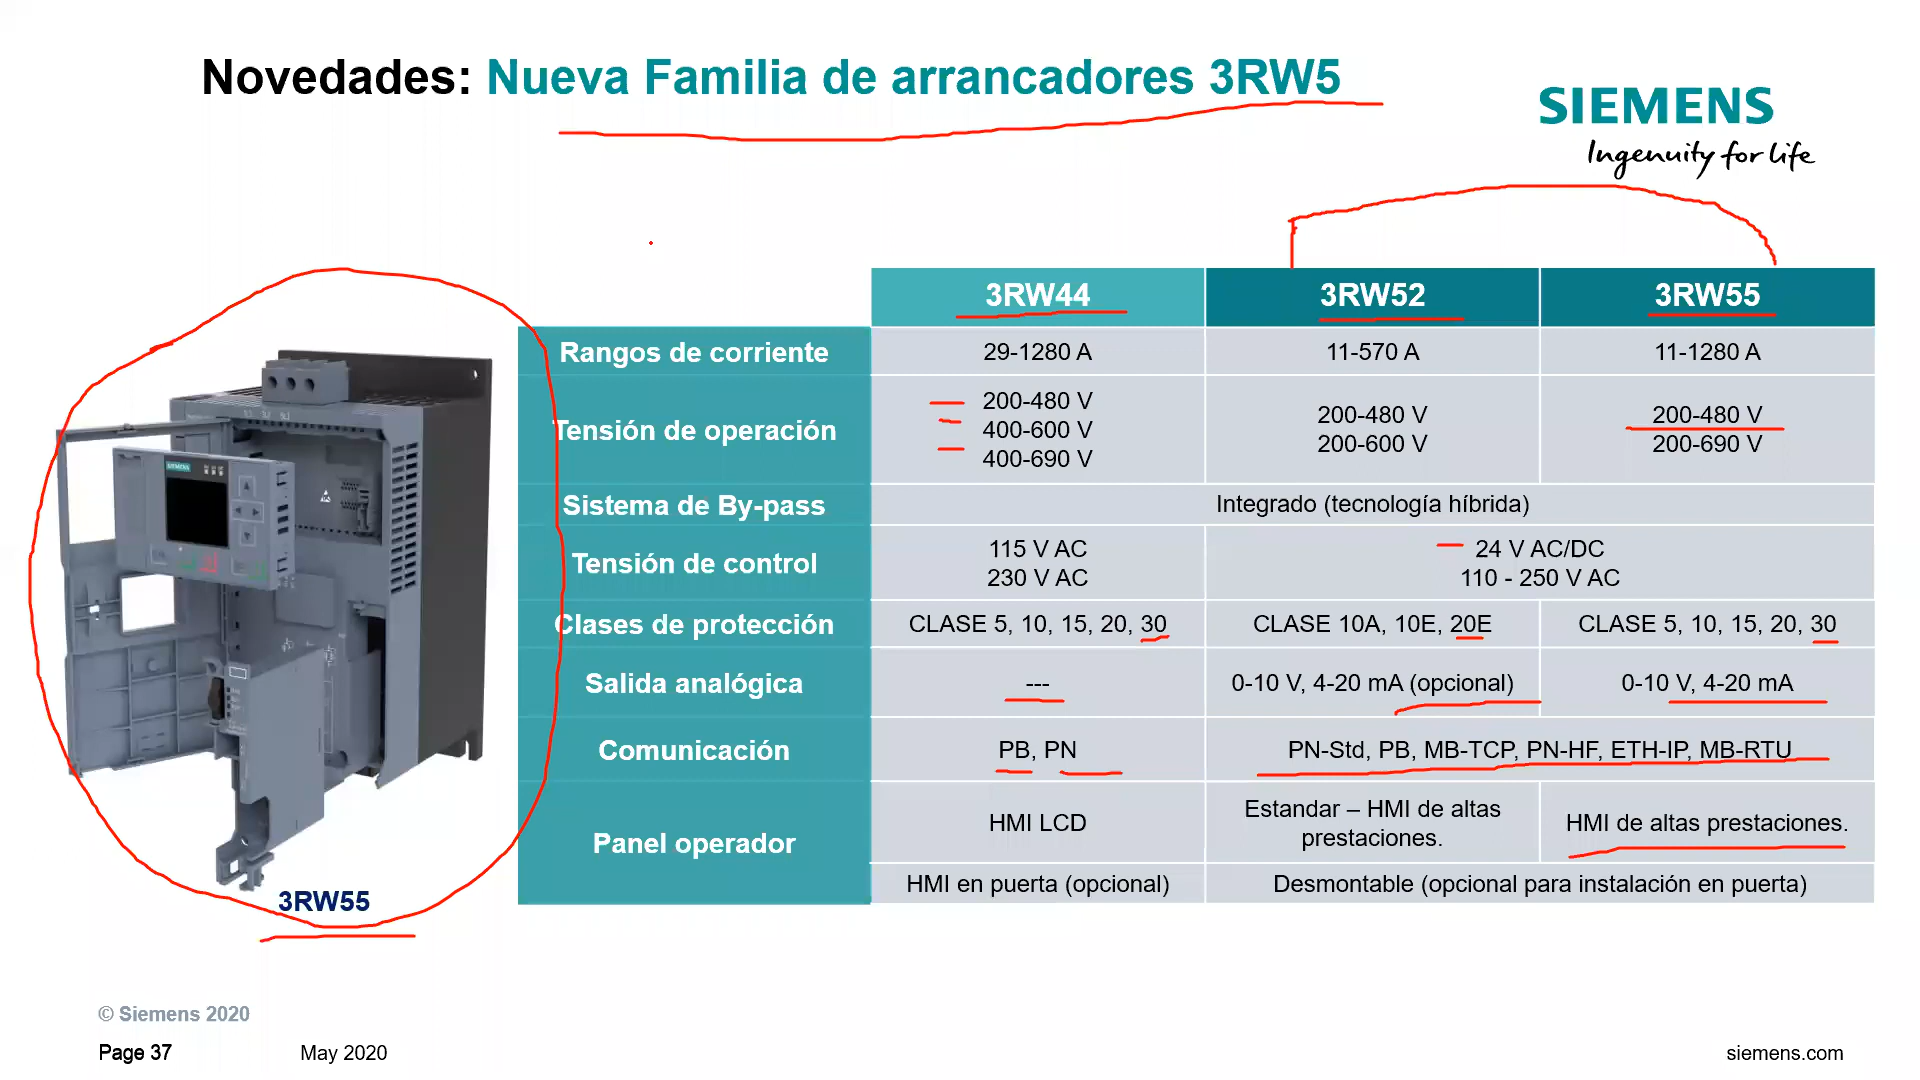 Novedades: Nueva Familia de arrancadores 3RW5
SIEMENS
Ingenuity for life
3RW44 3RW52 3RW55
Rangos de corriente 29-1280 A 11-570 A 11-1280 A
Tensión de operación
200-480 V
400-600 V
400-690 V
200-480 V
200-600 V
200-480 V
200-690 V
Sistema de By-pass Integrado (tecnología híbrida)
Tensión de control
115 V AC
230 V AC
24 V AC/DC
110 - 250 V AC
Clases de protección CLASE 5, 10, 15, 20, 30 CLASE 10A, 10E, 20E CLASE 5, 10, 15, 20, 30
Salida analógica --- 0-10 V, 4-20 mA (opcional) 0-10 V, 4-20 mA
Comunicación PB, PN PN-Std, PB, MB-TCP, PN-HF, ETH-IP, MB-RTU
Panel operador
HMI LCD
Estandar – HMI de altas
prestaciones.
HMI de altas prestaciones.
HMI en puerta (opcional) Desmontable (opcional para instalación en puerta)
SIEMENS
3RW55
© Siemens 2020
Page 37 May 2020 siemens.com